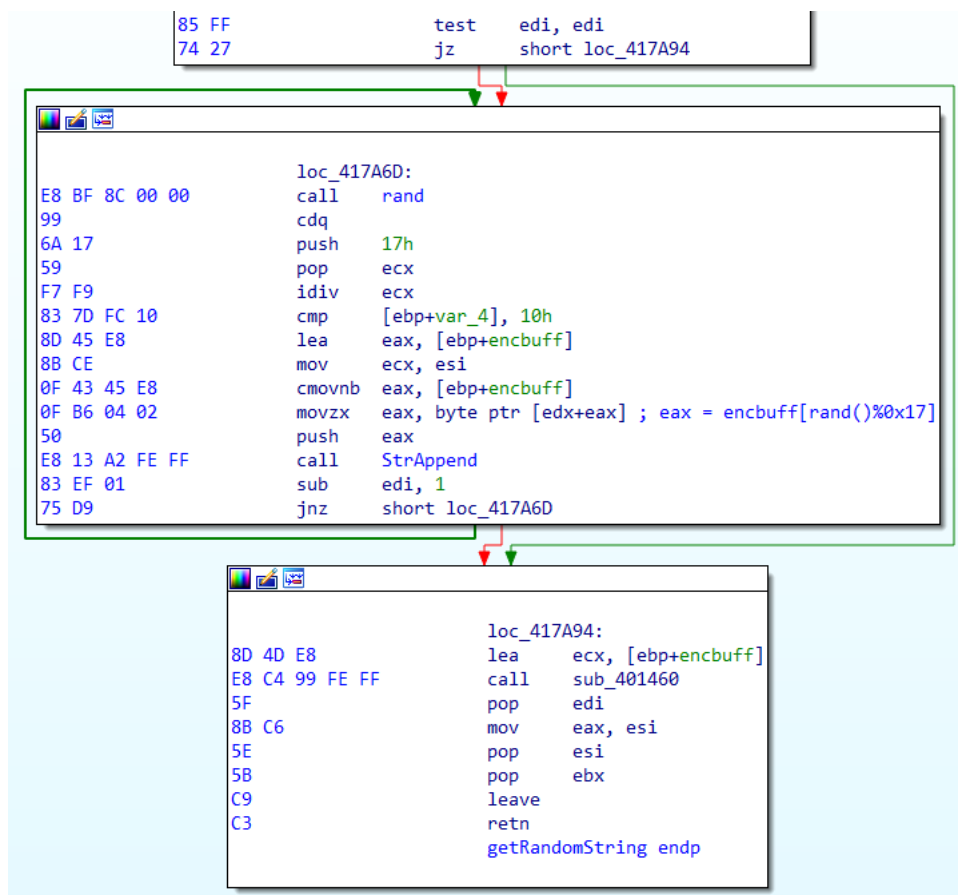 85 FF test edi, edi
74 27 jz short loc_417A94
loc_417A6D:
E8 BF 8C 00 00 call rand
99 cdq
6A 17 push 17h
59 pop ecx
F7 F9 idiv ecx
83 7D FC 10 cmp [ebp+var_4], 10h
8D 45 E8 lea eax, [ebp+encbuff]
8B CE mov ecx, esi
0F 43 45 E8 cmovnb eax, [ebp+encbuff]
0F B6 04 02 movzx eax, byte ptr [edx+eax] ; eax = encbuff[rand()%0x17]
50 push eax
E8 13 A2 FE FF call StrAppend
83 EF 01 sub edi, 1
75 D9 jnz short loc_417A6D
loc_417A94:
8D 4D E8 lea ecx, [ebp+encbuff]
E8 C4 99 FE FF call sub_401460
5F pop edi
8B C6 mov eax, esi
5E pop esi
5B pop ebx
C9 leave
C3 retn
getRandomString endp